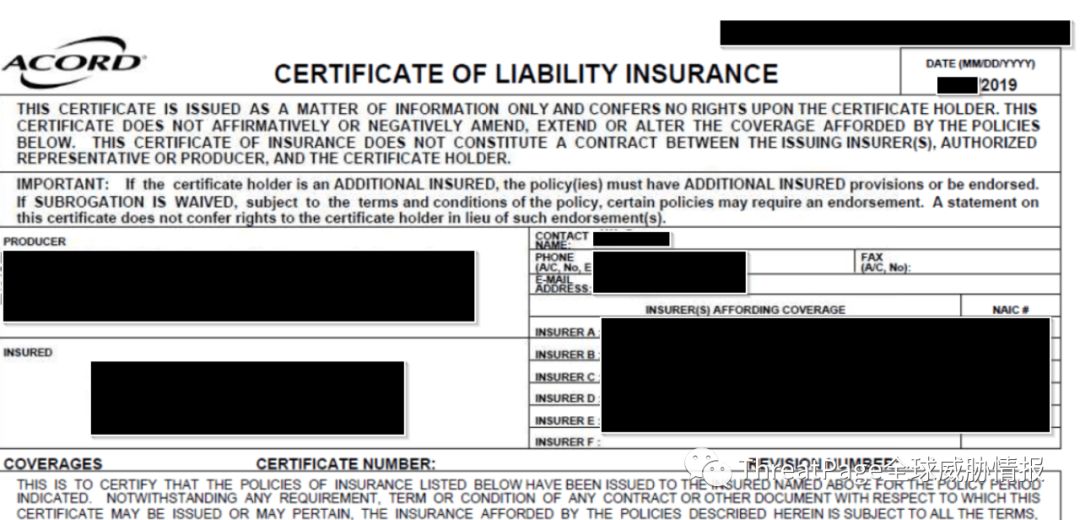 ACORD
CERTIFICATE OF LIABILITY INSURANCE
DATE (MM/DD/YYYY)
/2019
THIS CERTIFICATE IS ISSUED AS A MATTER OF INFORMATION ONLY AND CONFERS NO RIGHTS UPON THE CERTIFICATE HOLDER. THIS
CERTIFICATE DOES NOT AFFIRMATIVELY OR NEGATIVELY AMEND, EXTEND OR ALTER THE COVERAGE AFFORDED BY THE POLICIES
BELOW. THIS CERTIFICATE OF INSURANCE DOES NOT CONSTITUTE A CONTRACT BETWEEN THE ISSUING INSURER(S), AUTHORIZED
REPRESENTATIVE OR PRODUCER, AND THE CERTIFICATE HOLDER.
IMPORTANT: If the certificate holder is an ADDITIONAL INSURED, the policy(ies) must have ADDITIONAL INSURED provisions or be endorsed.
If SUBROGATION IS WAIVED, subject to the terms and conditions of the policy, certain policies may require an endorsement. A statement on
this certificate does not confer rights to the certificate holder in lieu of such endorsement(s).
PRODUCER
CONTACT
NAME:
PHONE
(A/C, No, E
FAX
(A/C, No):
E-MAIL
ADDRESS:
INSURER(S) AFFORDING COVERAGE
NAIC #
INSURER A :
INSURED
INSURER B :
INSURER C :
INSURER D :
INSURER E :
INSURER F :
COVERAGES
CERTIFICATE NUMBER:
REVISION NUMBER:
ThreatPage全球威胁情报
THIS IS TO CERTIFY THAT THE POLICIES OF INSURANCE LISTED BELOW HAVE BEEN ISSUED TO THE INSURED NAMED ABOVE FOR THE POLICY PERIOD
INDICATED. NOTWITHSTANDING ANY REQUIREMENT, TERM OR CONDITION OF ANY CONTRACT OR OTHER DOCUMENT WITH RESPECT TO WHICH THIS
CERTIFICATE MAY BE ISSUED OR MAY PERTAIN, THE INSURANCE AFFORDED BY THE POLICIES DESCRIBED HEREIN IS SUBJECT TO ALL THE TERMS,